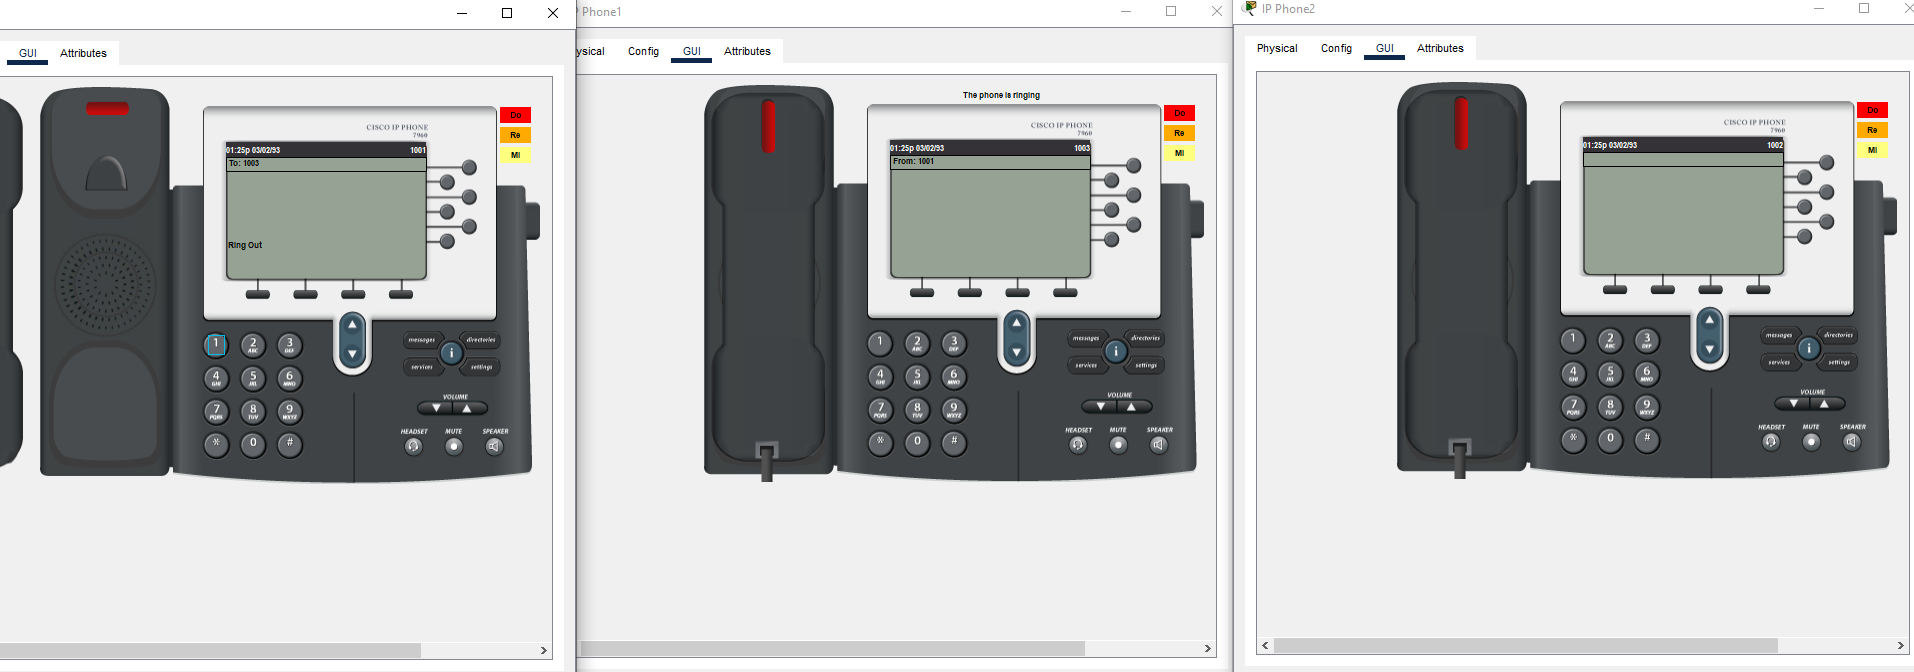 GUI Attributes
Do
Re
MI
CISCO IP PHONE
7960
01:25p 03/02/93 1001
To: 1003
Ring Out
1
2 ABC
3 DEF
4 GHI
5 JKL
6 MNO
7 PQRS
8 TUV
9 WXYZ
*
0
#
messages directories
i
services settings
VOLUME
HEADSET MUTE SPEAKER
Phone1
ysical Config GUI Attributes
The phone is ringing
Do
Re
MI
CISCO IP PHONE
7960
01:25p 03/02/93 1003
From: 1001
1
2 ABC
3 DEF
4 GHI
5 JKL
6 MNO
7 PQRS
8 TUV
9 WXYZ
*
0
#
messages directories
i
services settings
VOLUME
HEADSET MUTE SPEAKER
IP Phone2
Physical Config GUI Attributes
Do
Re
MI
CISCO IP PHONE
7960
01:25p 03/02/93 1002
1
2 ABC
3 DEF
4 GHI
5 JKL
6 MNO
7 PQRS
8 TUV
9 WXYZ
*
0
#
messages directories
i
services settings
VOLUME
HEADSET MUTE SPEAKER